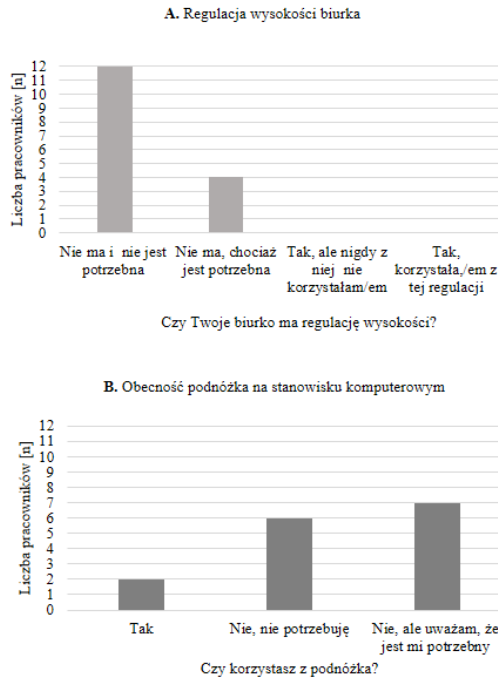 A. Regulacja wysokości biurka
Liczba pracowników [n]
12
11
10
9
8
7
6
5
4
3
2
1
0
Nie ma i nie jest potrzebna
Nie ma, chociaż jest potrzebna
Tak, ale nigdy z niej nie korzystałam/em
Tak, korzystała,/em z tej regulacji
Czy Twoje biurko ma regulację wysokości?
B. Obecność podnóżka na stanowisku komputerowym
Liczba pracowników [n]
12
11
10
9
8
7
6
5
4
3
2
1
0
Tak
Nie, nie potrzebuję
Nie, ale uważam, że jest mi potrzebny
Czy korzystasz z podnóżka?